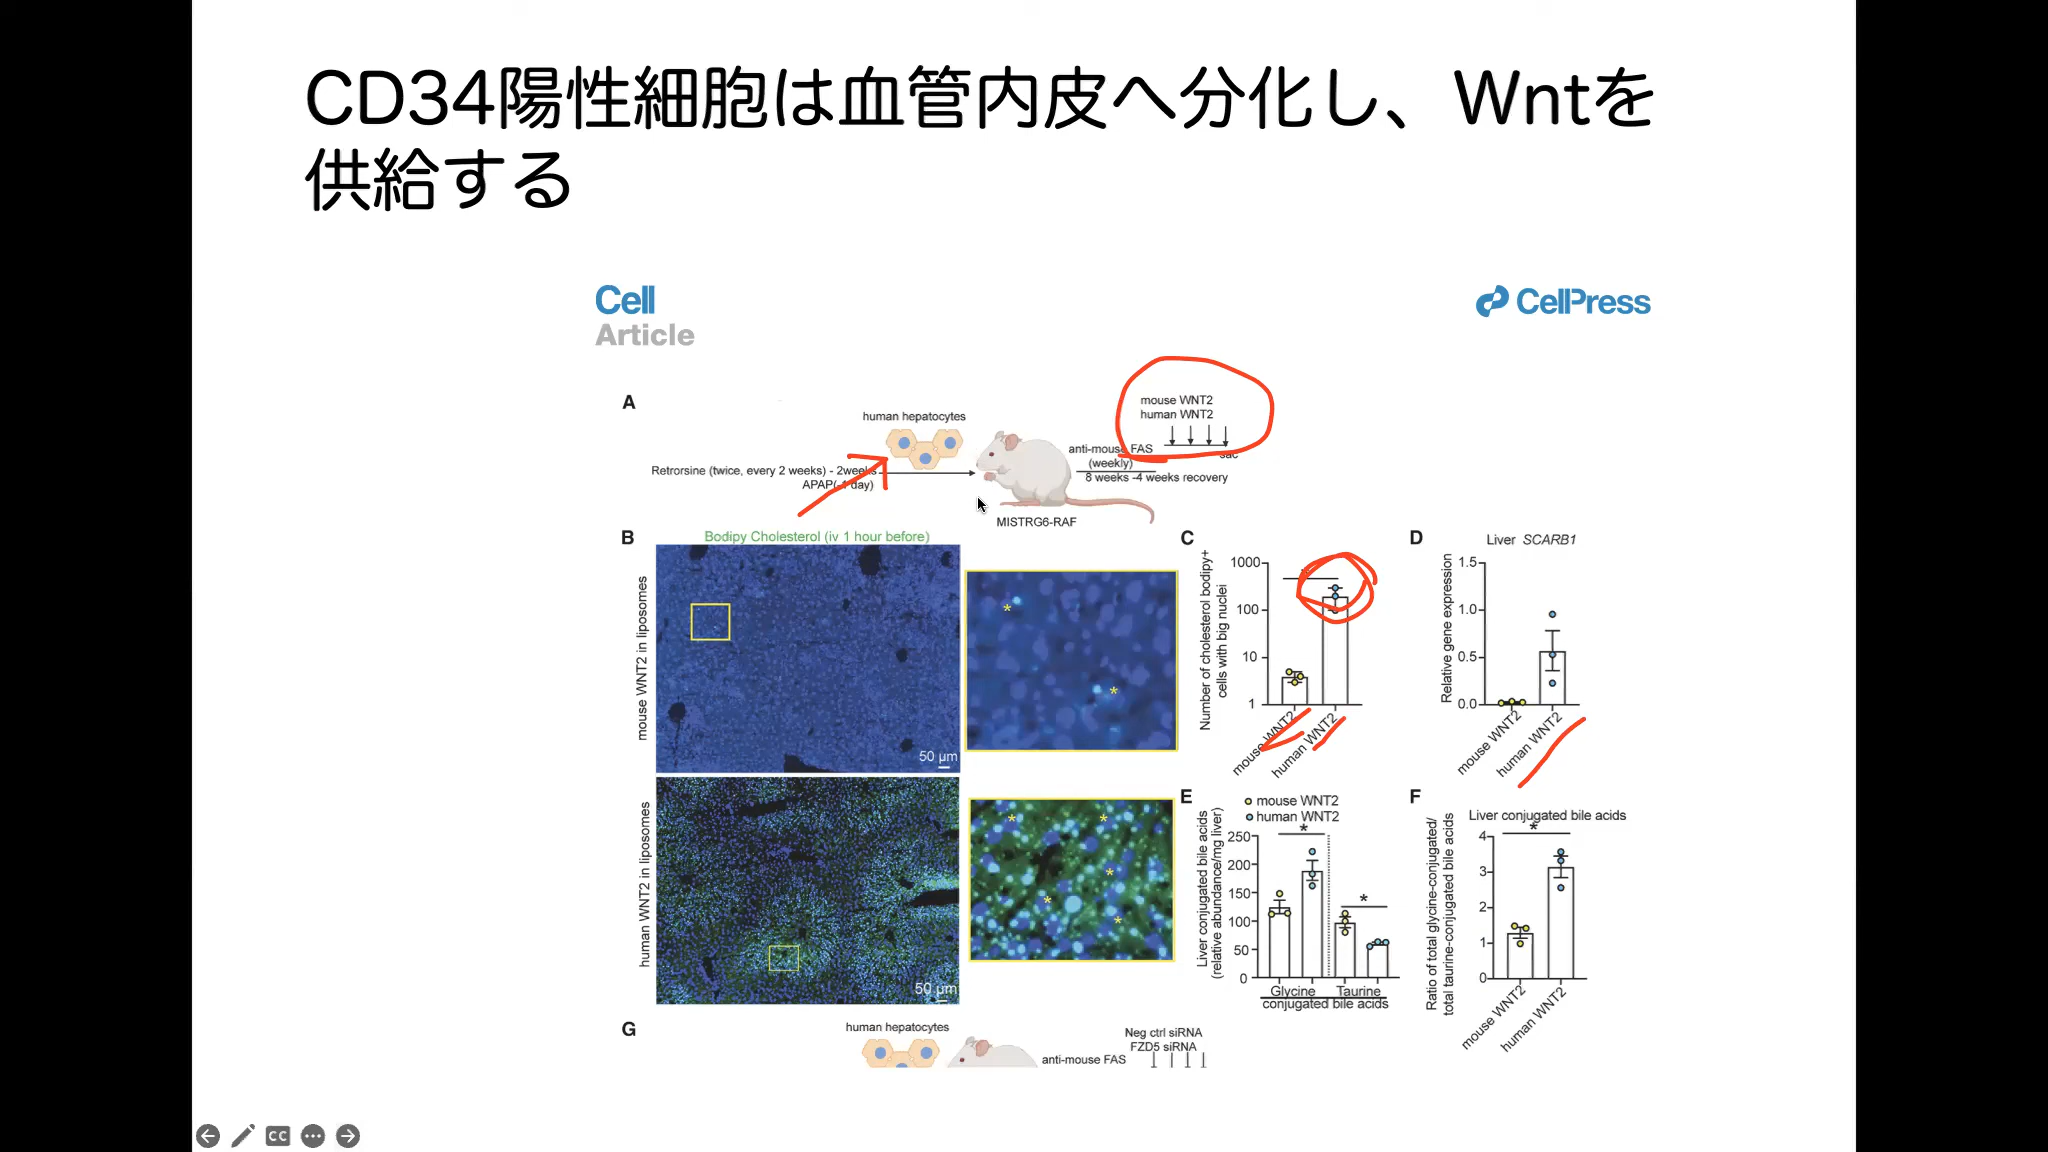 CD34陽性細胞は血管内皮へ分化し、Wntを
供給する
Cell
Article
CellPress
A
human hepatocytes
mouse WNT2
human WNT2
Retrorsine (twice, every 2 weeks) - 2weeks
APAP(-1 day)
anti-mouse FAS
(weekly)
sac
8 weeks -4 weeks recovery
MISTRG6-RAF
B
Bodipy Cholesterol (iv 1 hour before)
mouse WNT2 in liposomes
50 µm
human WNT2 in liposomes
50 µm
C
Number of cholesterol bodipy+
cells with big nuclei
1000
100
10
1
mouse WNT2
human WNT2
D
Liver SCARB1
Relative gene expression
1.5
1.0
0.5
0.0
mouse WNT2
human WNT2
E
mouse WNT2
human WNT2
Liver conjugated bile acids
(relative abundance/mg liver)
250
200
150
100
50
0
*
*
Glycine Taurine
conjugated bile acids
F
Liver conjugated bile acids
Ratio of total glycine-conjugated/
total taurine-conjugated bile acids
4
3
2
1
0
*
mouse WNT2
human WNT2
G
human hepatocytes
anti-mouse FAS
Neg ctrl siRNA
FZD5 siRNA
CC